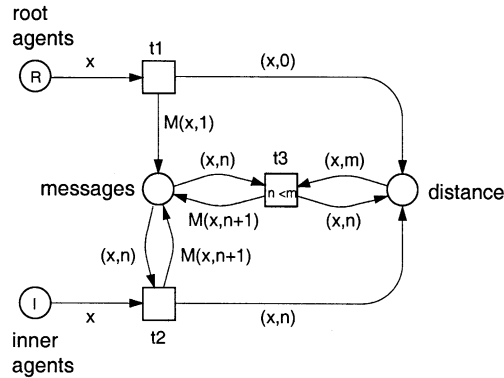 root
agents
R
x
t1
(x,0)
M(x,1)
messages
(x,n)
t3
(x,m)
n <m
distance
M(x,n+1)
(x,n)
(x,n)
M(x,n+1)
I
x
t2
(x,n)
inner
agents